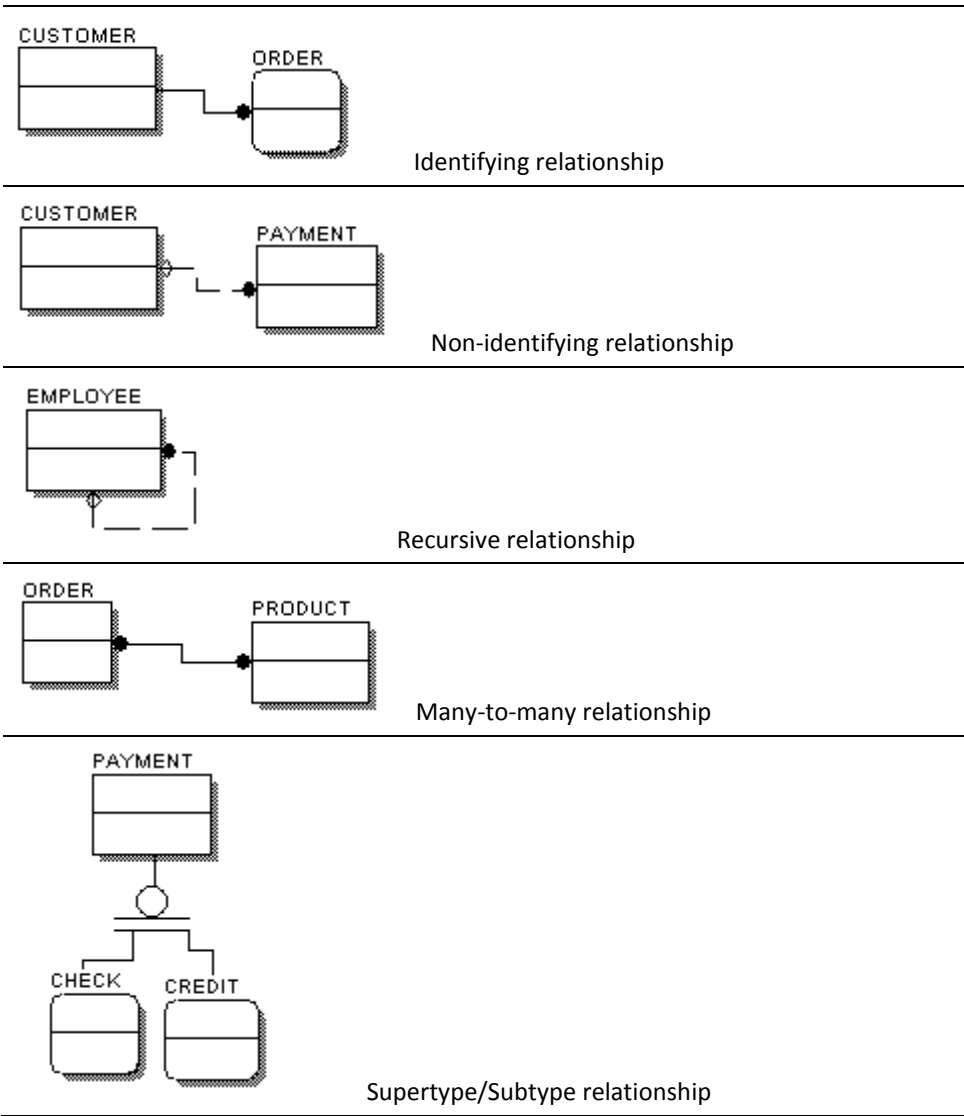 CUSTOMER
ORDER
Identifying relationship
CUSTOMER
PAYMENT
Non-identifying relationship
EMPLOYEE
Recursive relationship
ORDER
PRODUCT
Many-to-many relationship
PAYMENT
CHECK
CREDIT
Supertype/Subtype relationship